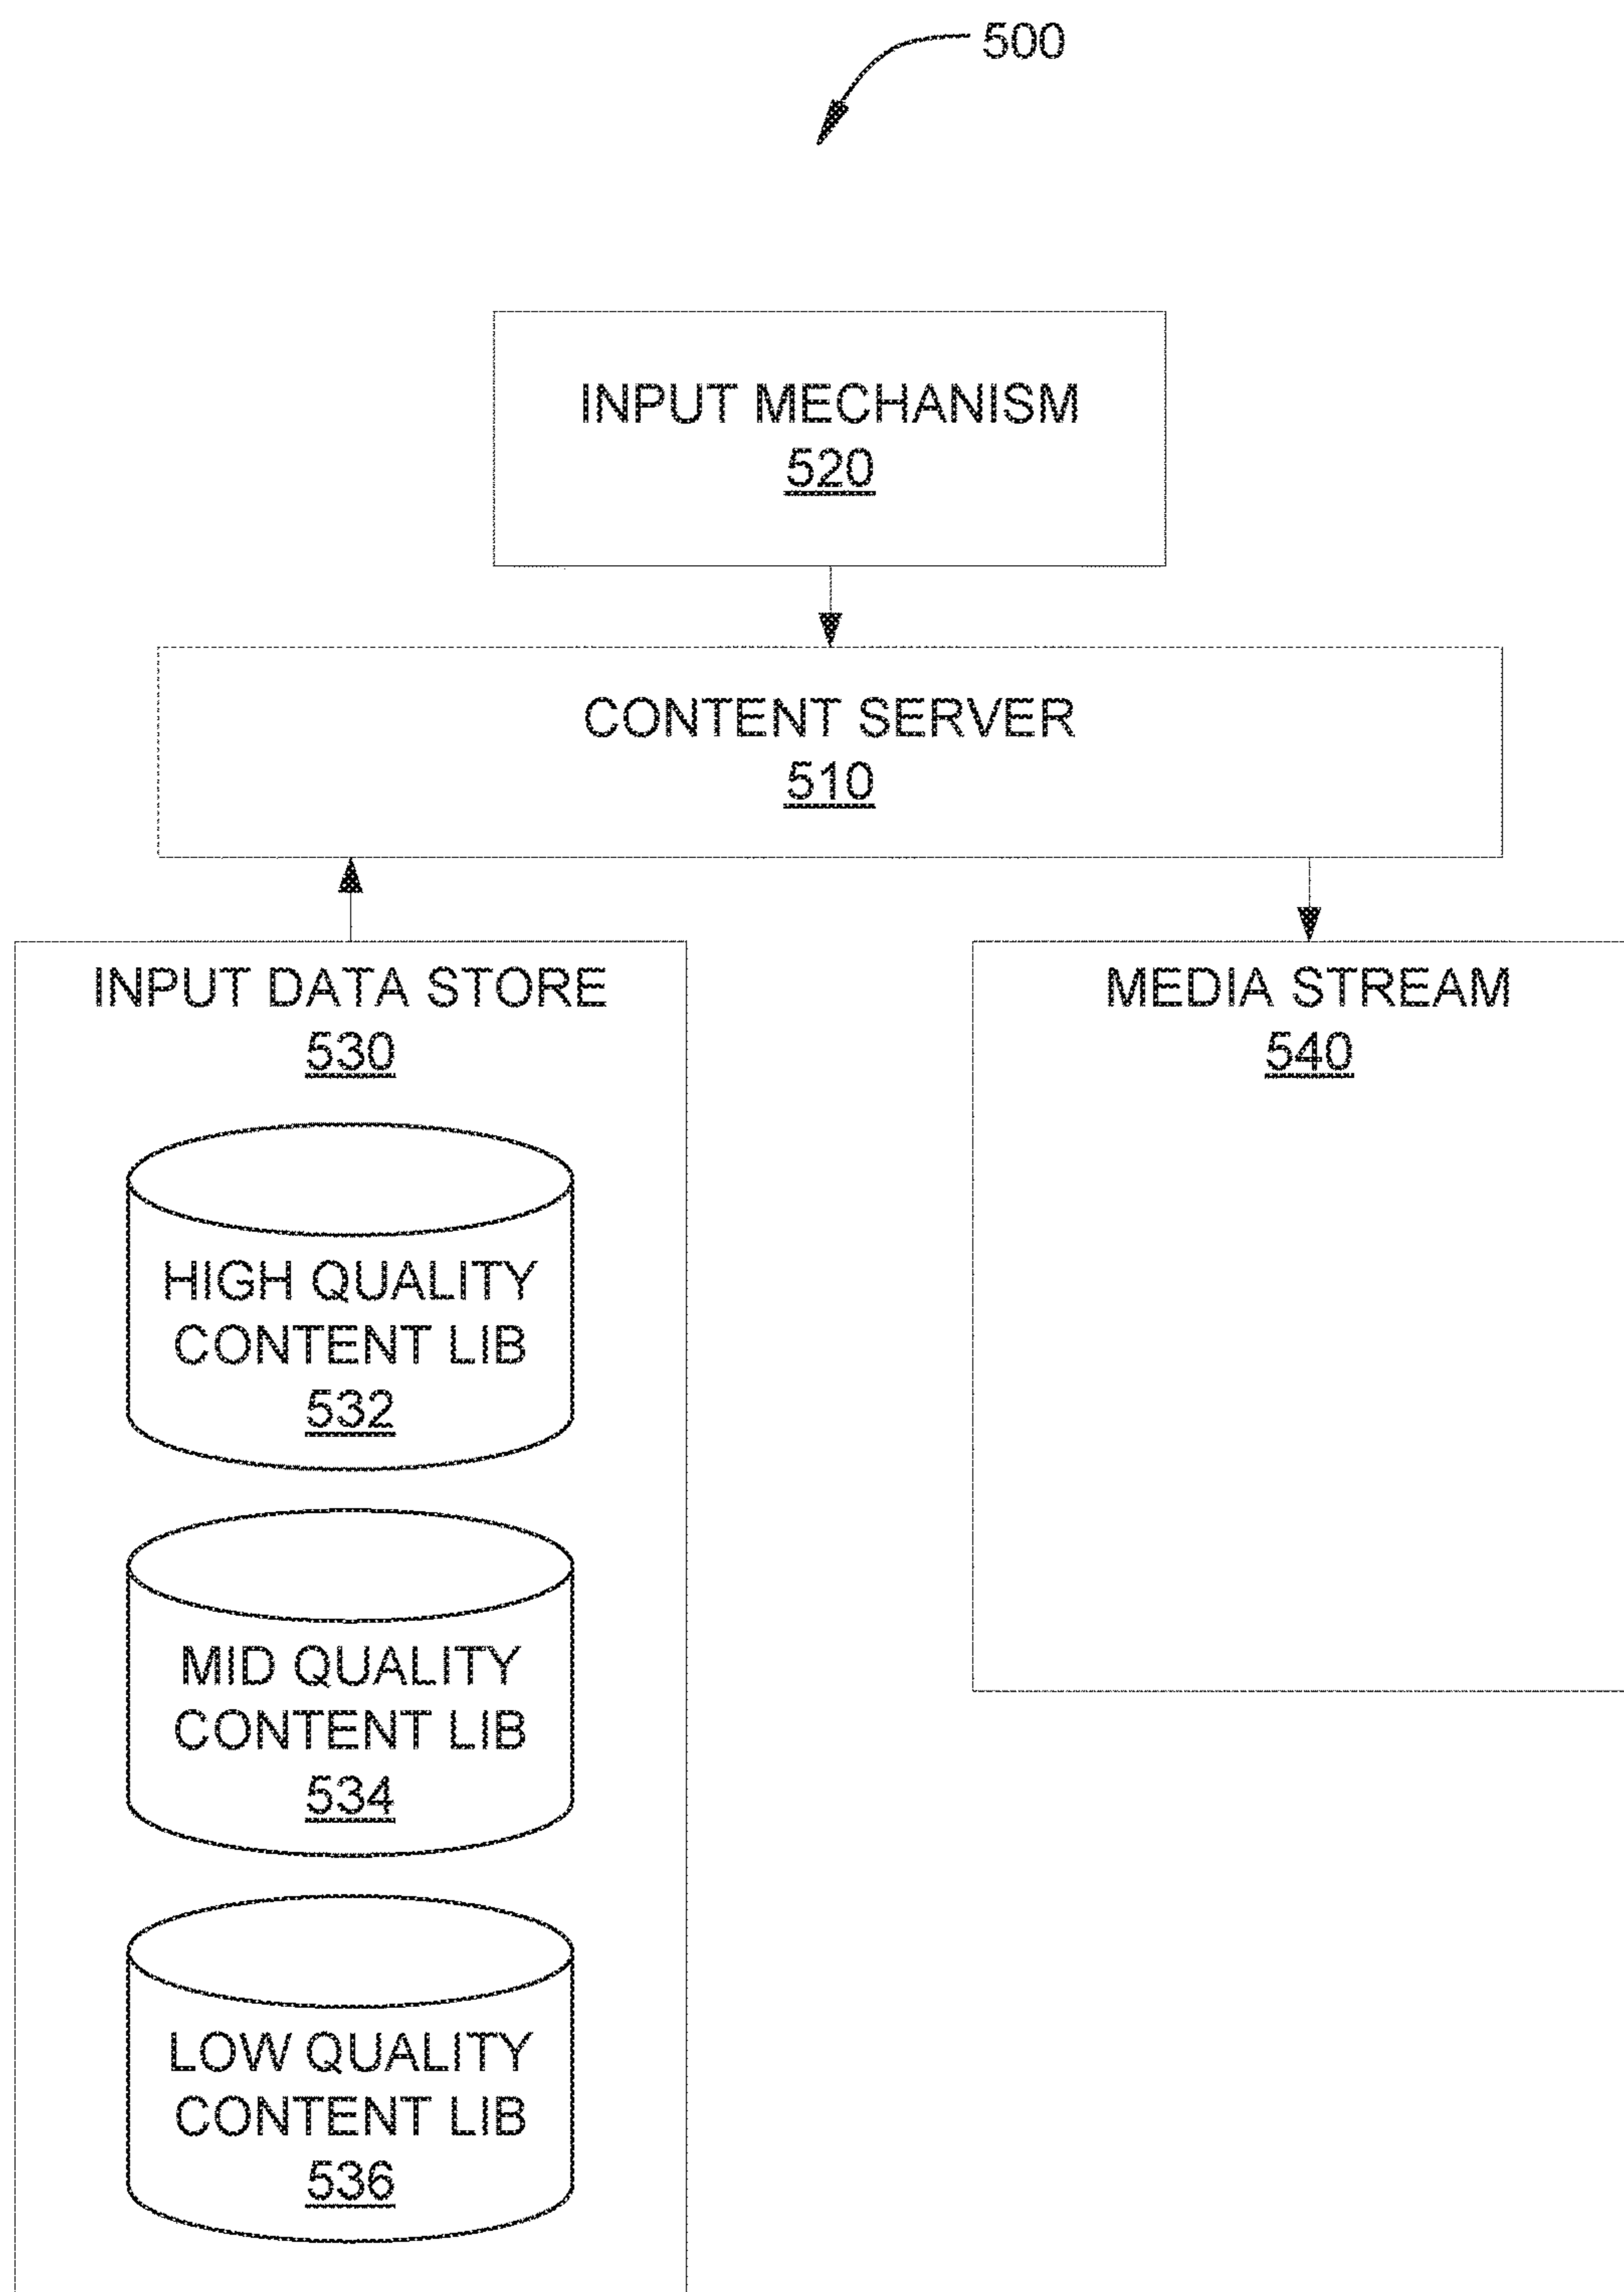 500
INPUT MECHANISM
520
CONTENT SERVER
510
INPUT DATA STORE
530
HIGH QUALITY
CONTENT LIB
532
MID QUALITY
CONTENT LIB
534
LOW QUALITY
CONTENT LIB
536
MEDIA STREAM
540